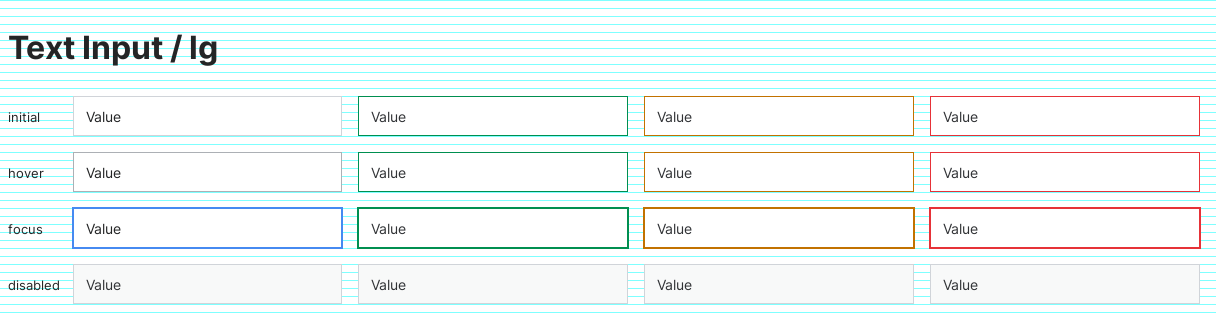 Text Input / lg
initial Value Value Value Value
hover Value Value Value Value
focus Value Value Value Value
disabled Value Value Value Value